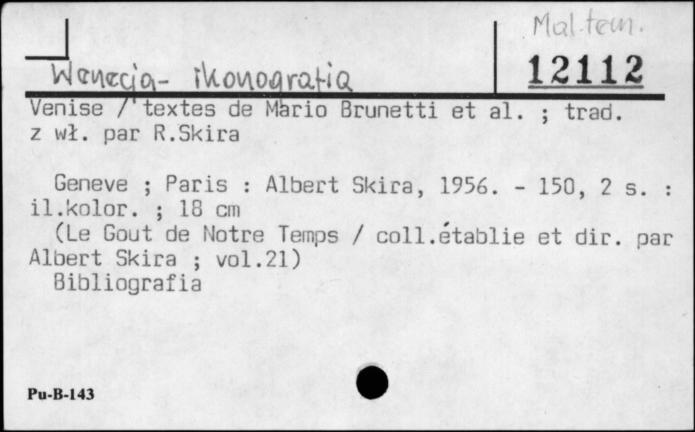 Mal. tem.
Wenecja - ikonografia
12112
Venise / textes de Mario Brunetti et al. ; trad.
z wł. par R.Skira
Geneve ; Paris : Albert Skira, 1956. - 150, 2 s. :
il.kolor. ; 18 cm
(Le Gout de Notre Temps / coll.établie et dir. par
Albert Skira ; vol.21)
Bibliografia
Pu-B-143